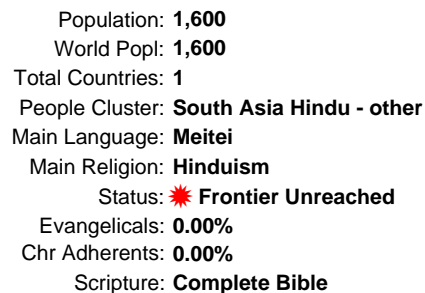 Population: 1,600
World Popl: 1,600
Total Countries: 1
People Cluster: South Asia Hindu - other
Main Language: Meitei
Main Religion: Hinduism
Status: Frontier Unreached
Evangelicals: 0.00%
Chr Adherents: 0.00%
Scripture: Complete Bible